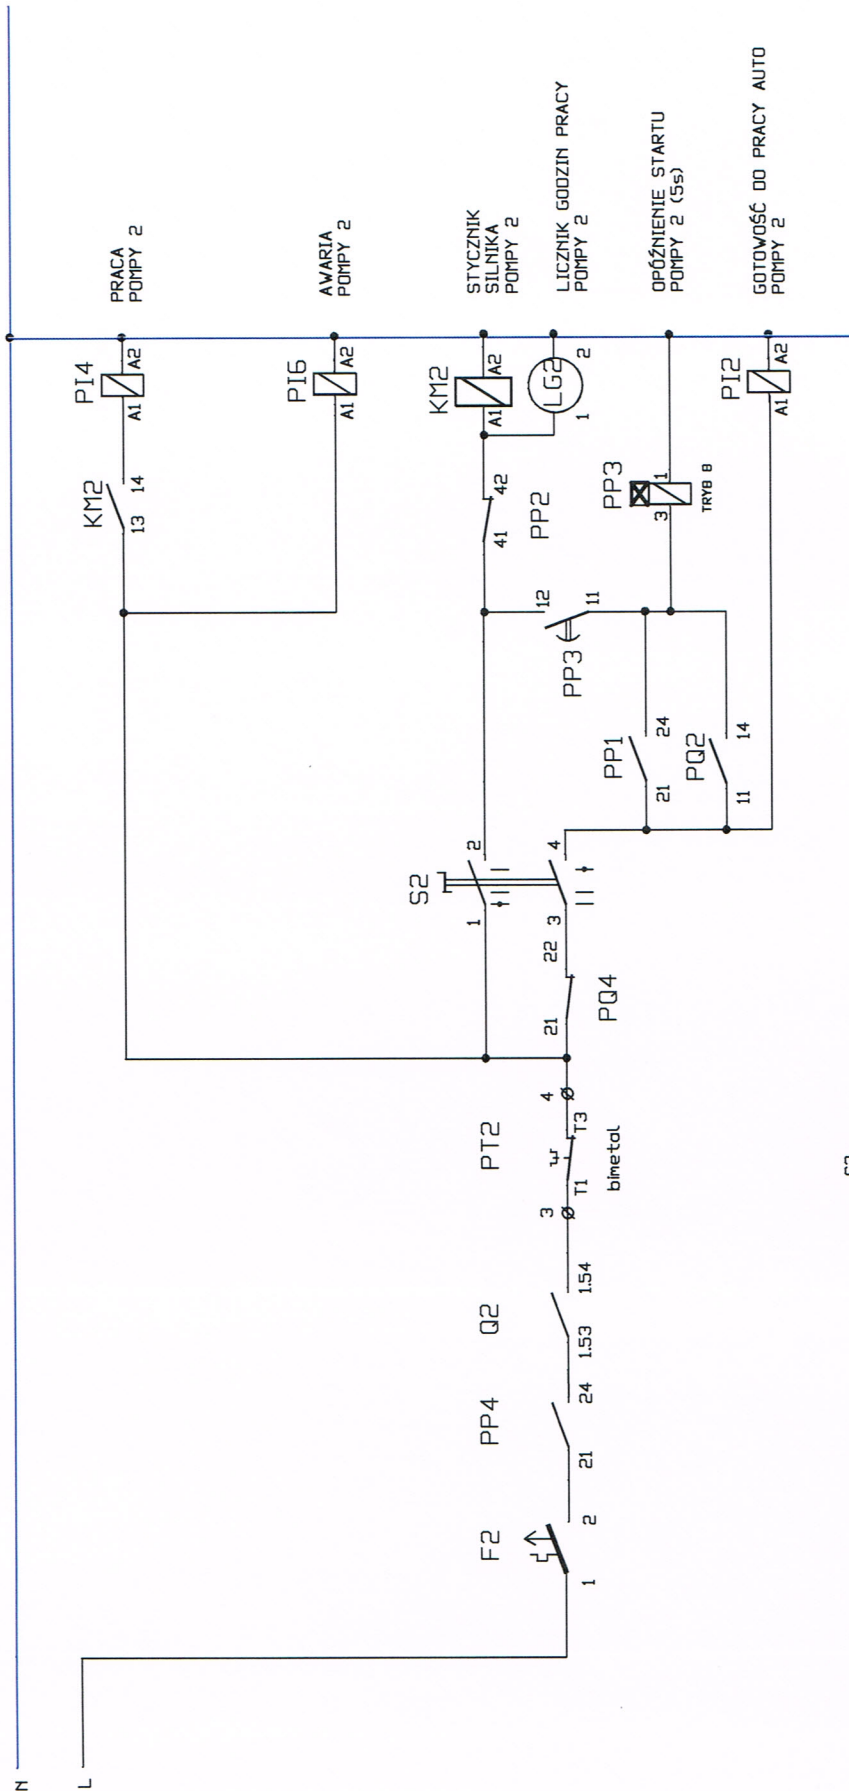 N
L
F2
1
2
PP4
21
24
Q2
1.53
1.54
PT2
3
4
T1
T3
bimetal
PQ4
21
22
S2
1
2
3
4
KM2
13
14
PI4
A1
A2
PRACA
POMPY 2
PI6
A1
A2
AWARIA
POMPY 2
KM2
A1
A2
STYCZNIK
SILNIKA
POMPY 2
PP2
41
42
LG2
1
2
LICZNIK GODZIN PRACY
POMPY 2
PP3
12
11
PP3
3
1
TRYB B
OPÓŹNIENIE STARTU
POMPY 2 (5s)
PP1
21
24
PQ2
11
14
PI2
A1
A2
GOTOWOŚĆ DO PRACY AUTO
POMPY 2